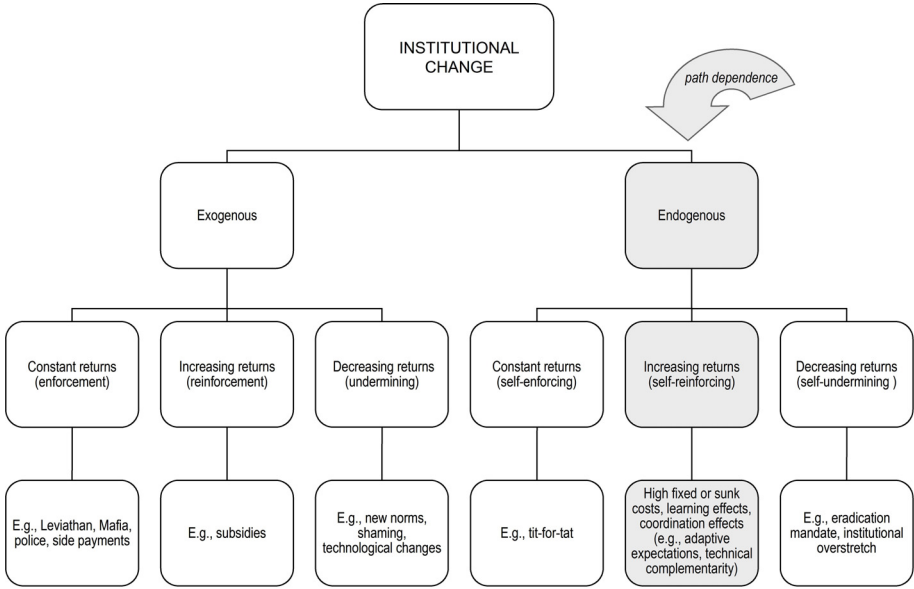 INSTITUTIONAL
CHANGE
path dependence
Exogenous
Endogenous
Constant returns
(enforcement)
Increasing returns
(reinforcement)
Decreasing returns
(undermining)
Constant returns
(self-enforcing)
Increasing returns
(self-reinforcing)
Decreasing returns
(self-undermining )
E.g., Leviathan, Mafia,
police, side payments
E.g., subsidies
E.g., new norms,
shaming,
technological changes
E.g., tit-for-tat
High fixed or sunk
costs, learning effects,
coordination effects
(e.g., adaptive
expectations, technical
complementarity)
E.g., eradication
mandate, institutional
overstretch